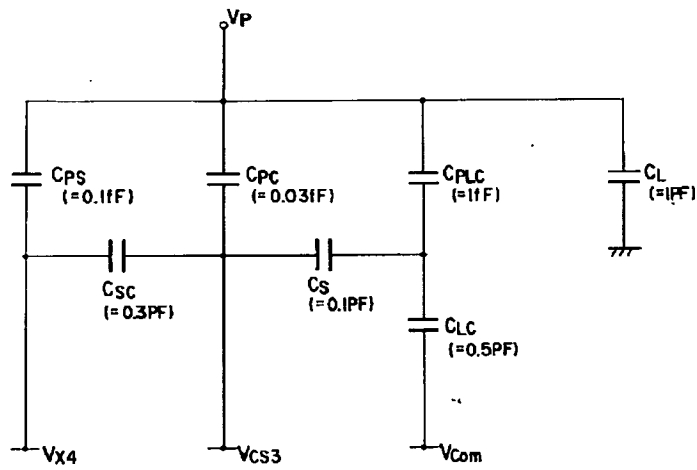 VP
CPS
(=0.1fF)
CPC
(=0.03fF)
CPLC
(=1fF)
CL
(=1PF)
CSC
(=0.3PF)
CS
(=0.1PF)
CLC
(=0.5PF)
VX4
VCS3
VCom